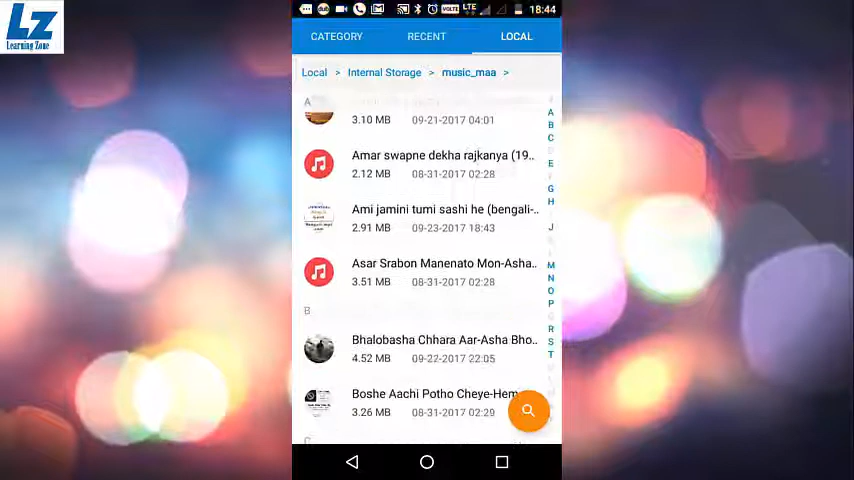 LZ
Learning Zone
dub
VOLTE
LTE
18:44
CATEGORY
RECENT
LOCAL
Local > Internal Storage > music_maa >
A
3.10 MB 09-21-2017 04:01
Amar swapne dekha rajkanya (19..
2.12 MB 08-31-2017 02:28
Ami jamini tumi sashi he (bengali-..
2.91 MB 09-23-2017 18:43
Asar Srabon Manenato Mon-Asha..
3.51 MB 08-31-2017 02:28
B
Bhalobasha Chhara Aar-Asha Bho..
4.52 MB 09-22-2017 22:05
Boshe Aachi Potho Cheye-Hem
3.26 MB 08-31-2017 02:29
A
B
C
E
G
H
J
M
N
O
P
R
S
T